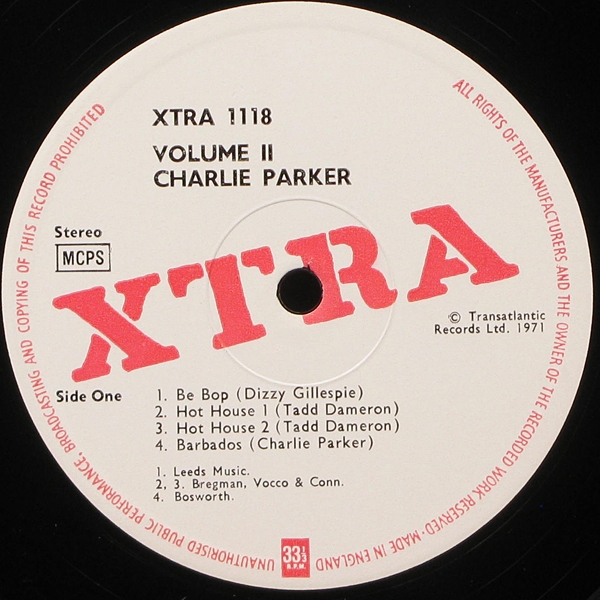 XTRA 1118
VOLUME II
CHARLIE PARKER
Stereo
MCPS
XTRA
© Transatlantic
Records Ltd. 1971
Side One
1. Be Bop (Dizzy Gillespie)
2. Hot House 1 (Tadd Dameron)
3. Hot House 2 (Tadd Dameron)
4. Barbados (Charlie Parker)
1. Leeds Music.
2, 3. Bregman, Vocco & Conn.
4. Bosworth.
33⅓
R.P.M.
ALL RIGHTS OF THE MANUFACTURERS AND THE OWNER OF THE RECORDED WORK RESERVED-MADE IN ENGLAND
UNAUTHORISED PUBLIC PERFORMANCE, BROADCASTING AND COPYING OF THIS RECORD PROHIBITED